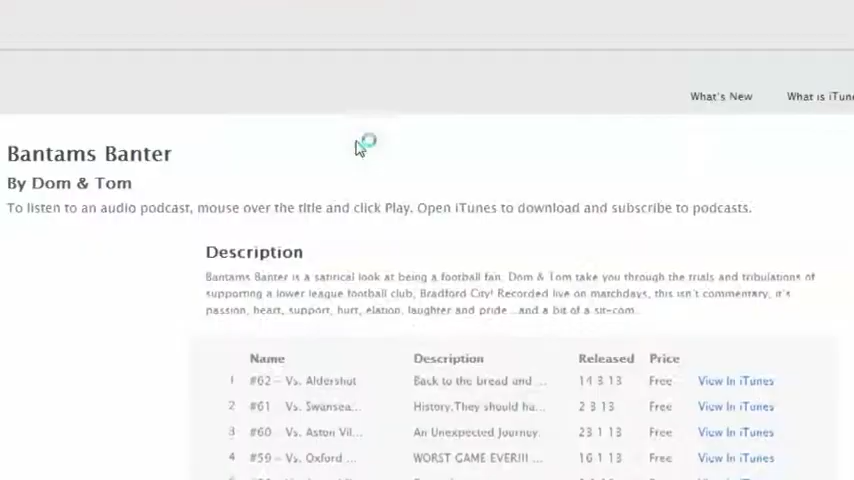 What's New What is iTune
Bantams Banter
By Dom & Tom
To listen to an audio podcast, mouse over the title and click Play. Open iTunes to download and subscribe to podcasts.
Description
Bantams Banter is a satirical look at being a football fan. Dom & Tom take you through the trials and tribulations of
supporting a lower league football club, Bradford City! Recorded live on matchdays, this isn't commentary, it's
passion, heart, support, hurt, elation, laughter and pride ...and a bit of a sit-com.
Name Description Released Price
1 #62 – Vs. Aldershot Back to the bread and ... 14 3 13 Free View In iTunes
2 #61 Vs. Swansea... History.They should ha... 2 3 13 Free View In iTunes
3 #60 Vs. Aston Vil... An Unexpected Journey. 23 1 13 Free View In iTunes
4 #59 – Vs. Oxford ... WORST GAME EVER!!! ... 16 1 13 Free View In iTunes